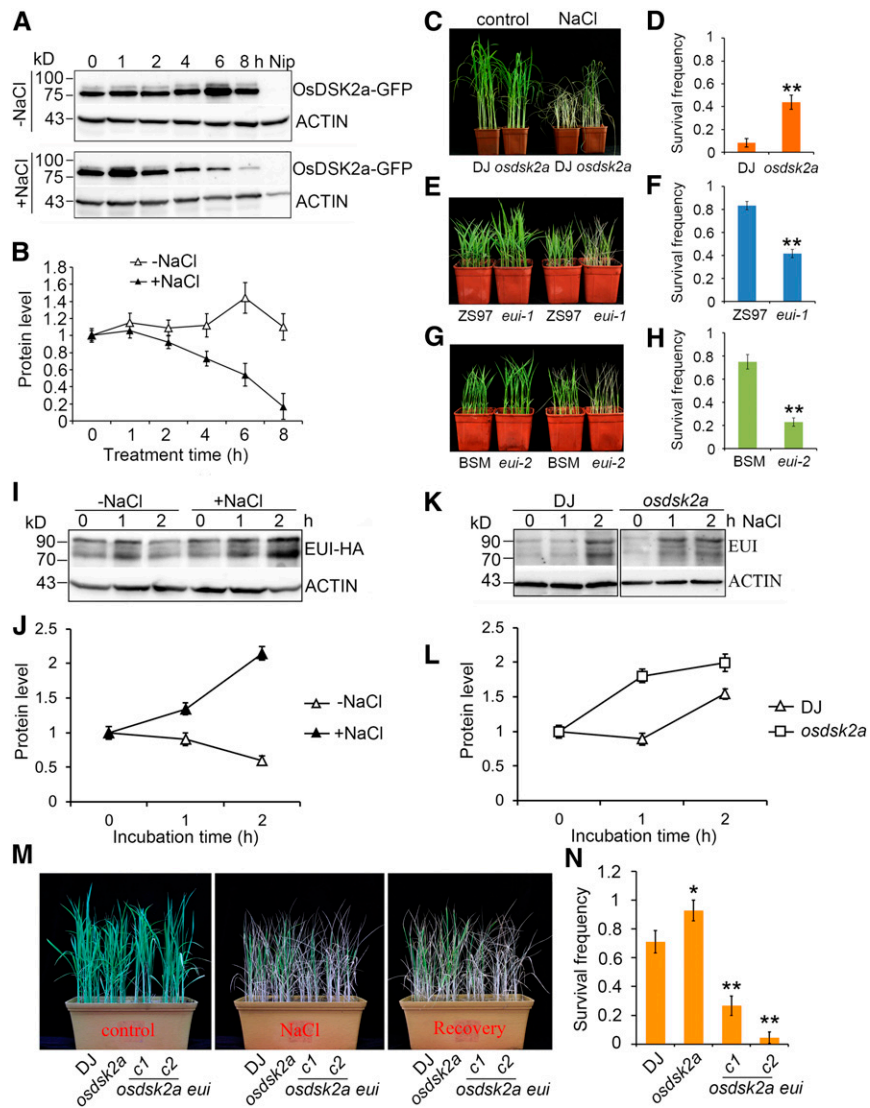 A
kD
0 1 2 4 6 8 h Nip
-NaCl
100
75
OsDSK2a-GFP
43
ACTIN
+NaCl
100
75
OsDSK2a-GFP
43
ACTIN
B
-NaCl
+NaCl
Protein level
1.8
1.6
1.4
1.2
1
0.8
0.6
0.4
0.2
0
0 1 2 4 6 8
Treatment time (h)
C
control NaCl
DJ osdsk2a DJ osdsk2a
D
Survival frequency
1
0.8
0.6
0.4
0.2
0
**
DJ osdsk2a
E
ZS97 eui-1 ZS97 eui-1
F
Survival frequency
1
0.8
0.6
0.4
0.2
0
**
ZS97 eui-1
G
BSM eui-2 BSM eui-2
H
Survival frequency
1
0.8
0.6
0.4
0.2
0
**
BSM eui-2
I
-NaCl +NaCl
kD
0 1 2 0 1 2 h
90
70
EUI-HA
43
ACTIN
J
Protein level
2.5
2
1.5
1
0.5
0
-NaCl
+NaCl
0 1 2
Incubation time (h)
K
DJ osdsk2a
kD
0 1 2 0 1 2 h NaCl
90
70
EUI
43
ACTIN
L
Protein level
2.5
2
1.5
1
0.5
0
DJ
osdsk2a
0 1 2
Incubation time (h)
M
control
NaCl
Recovery
DJ osdsk2a c1 c2
osdsk2a eui
DJ osdsk2a c1 c2
osdsk2a eui
DJ osdsk2a c1 c2
osdsk2a eui
N
Survival frequency
1.2
1
0.8
0.6
0.4
0.2
0
*
**
**
DJ osdsk2a c1 c2
osdsk2a eui